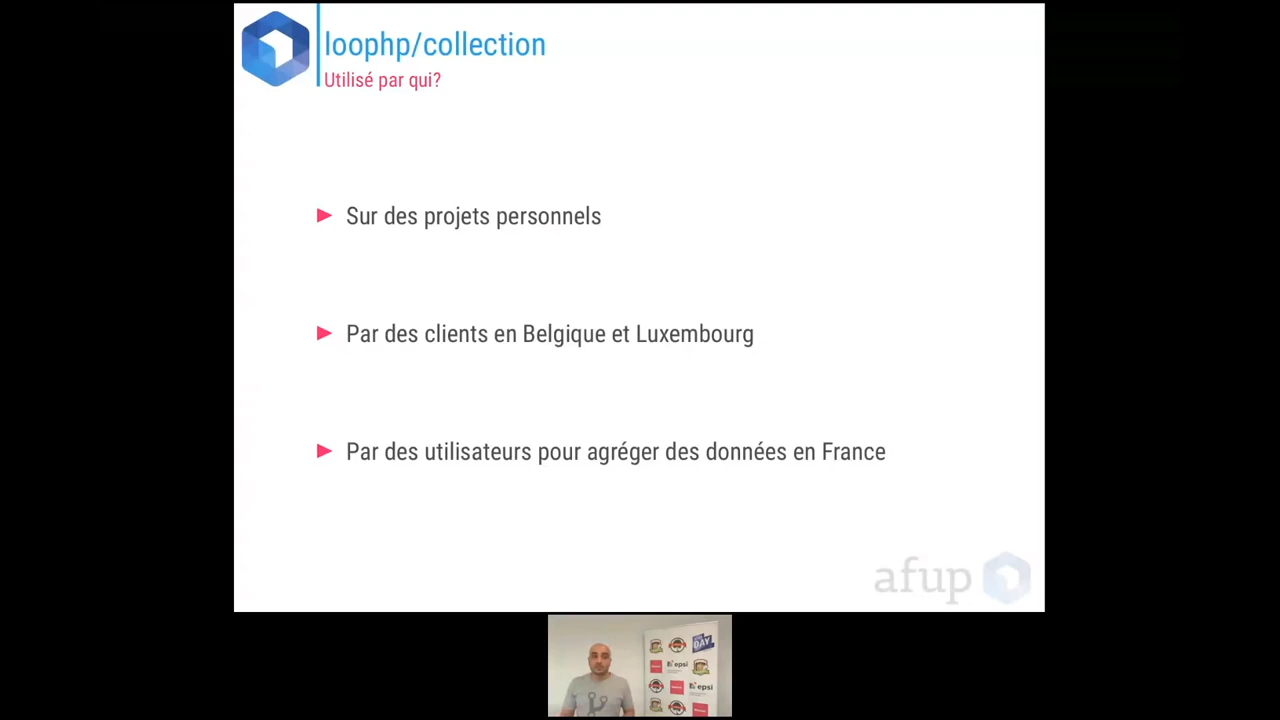 loophp/collection
Utilisé par qui?
Sur des projets personnels
Par des clients en Belgique et Luxembourg
Par des utilisateurs pour agréger des données en France
afup
DAY
epsi
epsi